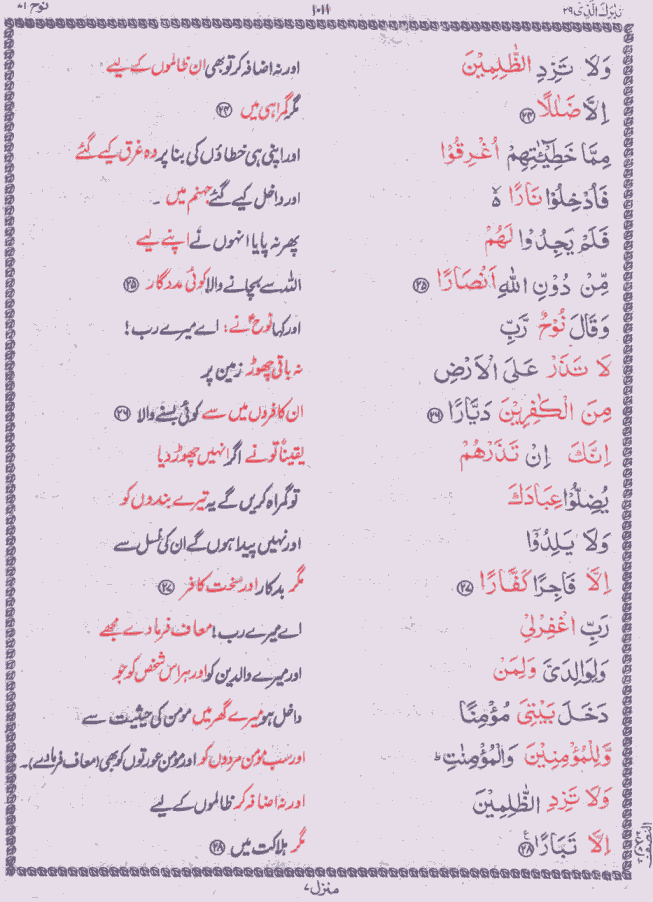 تبٰرك الّذى ٢٩
١٠١١
نوح ٧١
وَلَا تَزِدِ الظّٰلِمِيْنَ اور نہ اضافہ کر تو بھی ان ظالموں کے لیے
اِلَّا ضَلٰلًا ﴿۲۴﴾ مگر گمراہی میں ﴿۲۴﴾
مِمَّا خَطِيْٓـٰٔتِهِمْ اُغْرِقُوْا اور اپنی ہی خطاؤں کی بنا پر وہ غرق کیے گئے
فَاُدْخِلُوْا نَارًا ۙ اور داخل کیے گئے جہنم میں ۔
فَلَمْ يَجِدُوْا لَهُمْ پھر نہ پایا انہوں نے اپنے لیے
مِّنْ دُوْنِ اللّٰهِ اَنْصَارًا ﴿۲۵﴾ اللہ سے بچانے والا کوئی مددگار ﴿۲۵﴾
وَقَالَ نُوْحٌ رَّبِّ اور کہا نوحؑ نے: اے میرے رب!
لَا تَذَرْ عَلَى الْاَرْضِ نہ باقی چھوڑ زمین پر
مِنَ الْكٰفِرِيْنَ دَيَّارًا ﴿۲۶﴾ ان کافروں میں سے کوئی بسنے والا ﴿۲۶﴾
اِنَّكَ اِنْ تَذَرْهُمْ یقیناً تو نے اگر انہیں چھوڑ دیا
يُضِلُّوْا عِبَادَكَ تو گمراہ کریں گے یہ تیرے بندوں کو
وَلَا يَلِدُوْٓا اور نہیں پیدا ہوں گے ان کی نسل سے
اِلَّا فَاجِرًا كَفَّارًا ﴿۲۷﴾ مگر بدکار اور سخت کافر ﴿۲۷﴾
رَبِّ اغْفِرْلِيْ اے میرے رب! معاف فرما دے مجھے
وَلِوَالِدَيَّ وَلِمَنْ اور میرے والدین کو اور ہر اس شخص کو جو
دَخَلَ بَيْتِيَ مُؤْمِنًا داخل ہو میرے گھر میں مومن کی حیثیت سے
وَّلِلْمُؤْمِنِيْنَ وَالْمُؤْمِنٰتِ ؕ اور سب مومن مردوں کو اور مومن عورتوں کو بھی (معاف فرما دے)۔
وَلَا تَزِدِ الظّٰلِمِيْنَ اور نہ اضافہ کر ظالموں کے لیے
اِلَّا تَبَارًا ﴿۲۸﴾ مگر ہلاکت میں ﴿۲۸﴾
منزل ٧